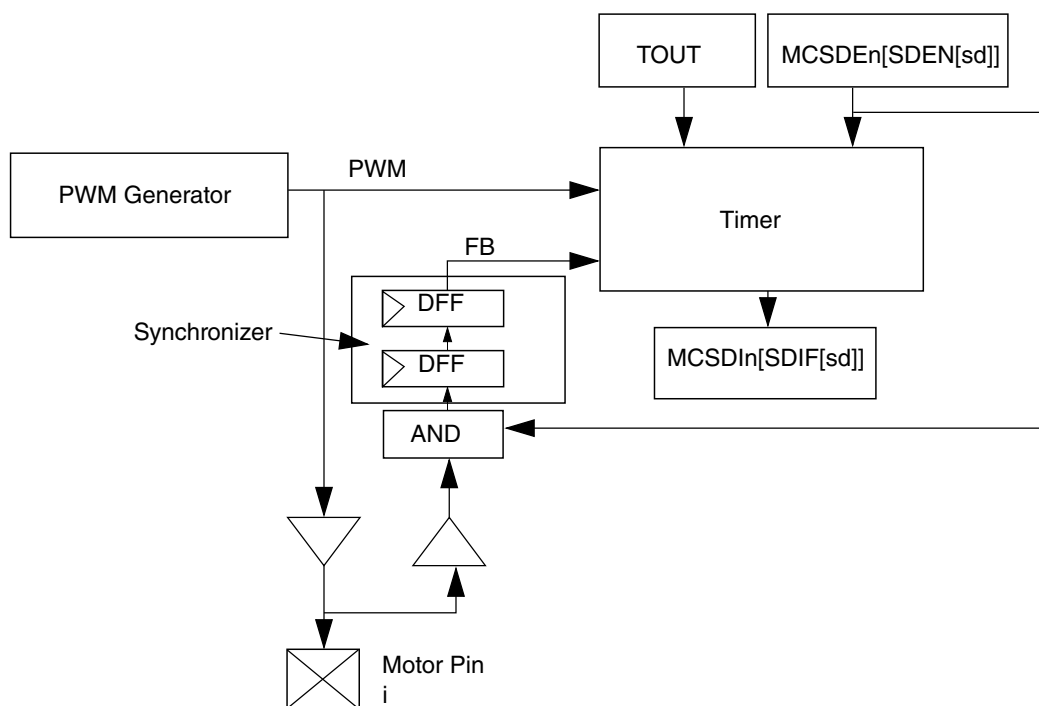 TOUT
MCSDEn[SDEN[sd]]
PWM Generator
PWM
Timer
FB
DFF
Synchronizer
DFF
MCSDIn[SDIF[sd]]
AND
Motor Pin
i